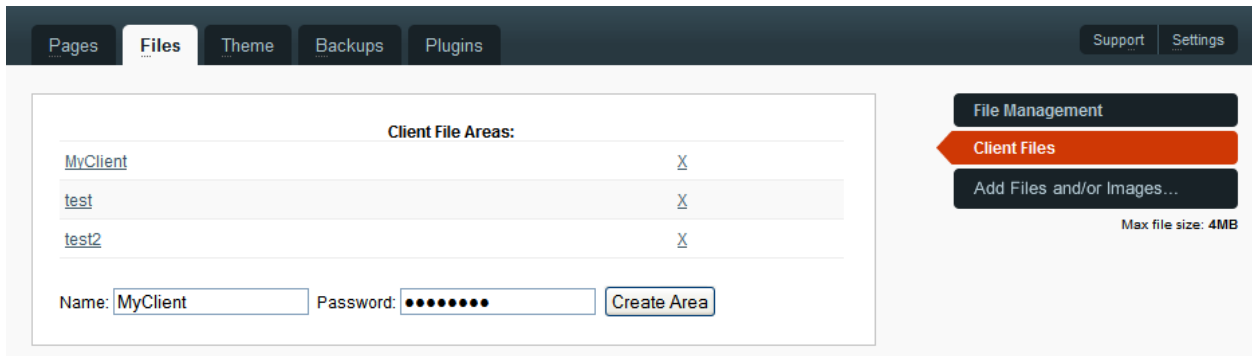 Pages Files Theme Backups Plugins Support Settings
File Management
Client Files
Add Files and/or Images...
Max file size: 4MB
Client File Areas:
MyClient X
test X
test2 X
Name: MyClient Password: ●●●●●●●● Create Area